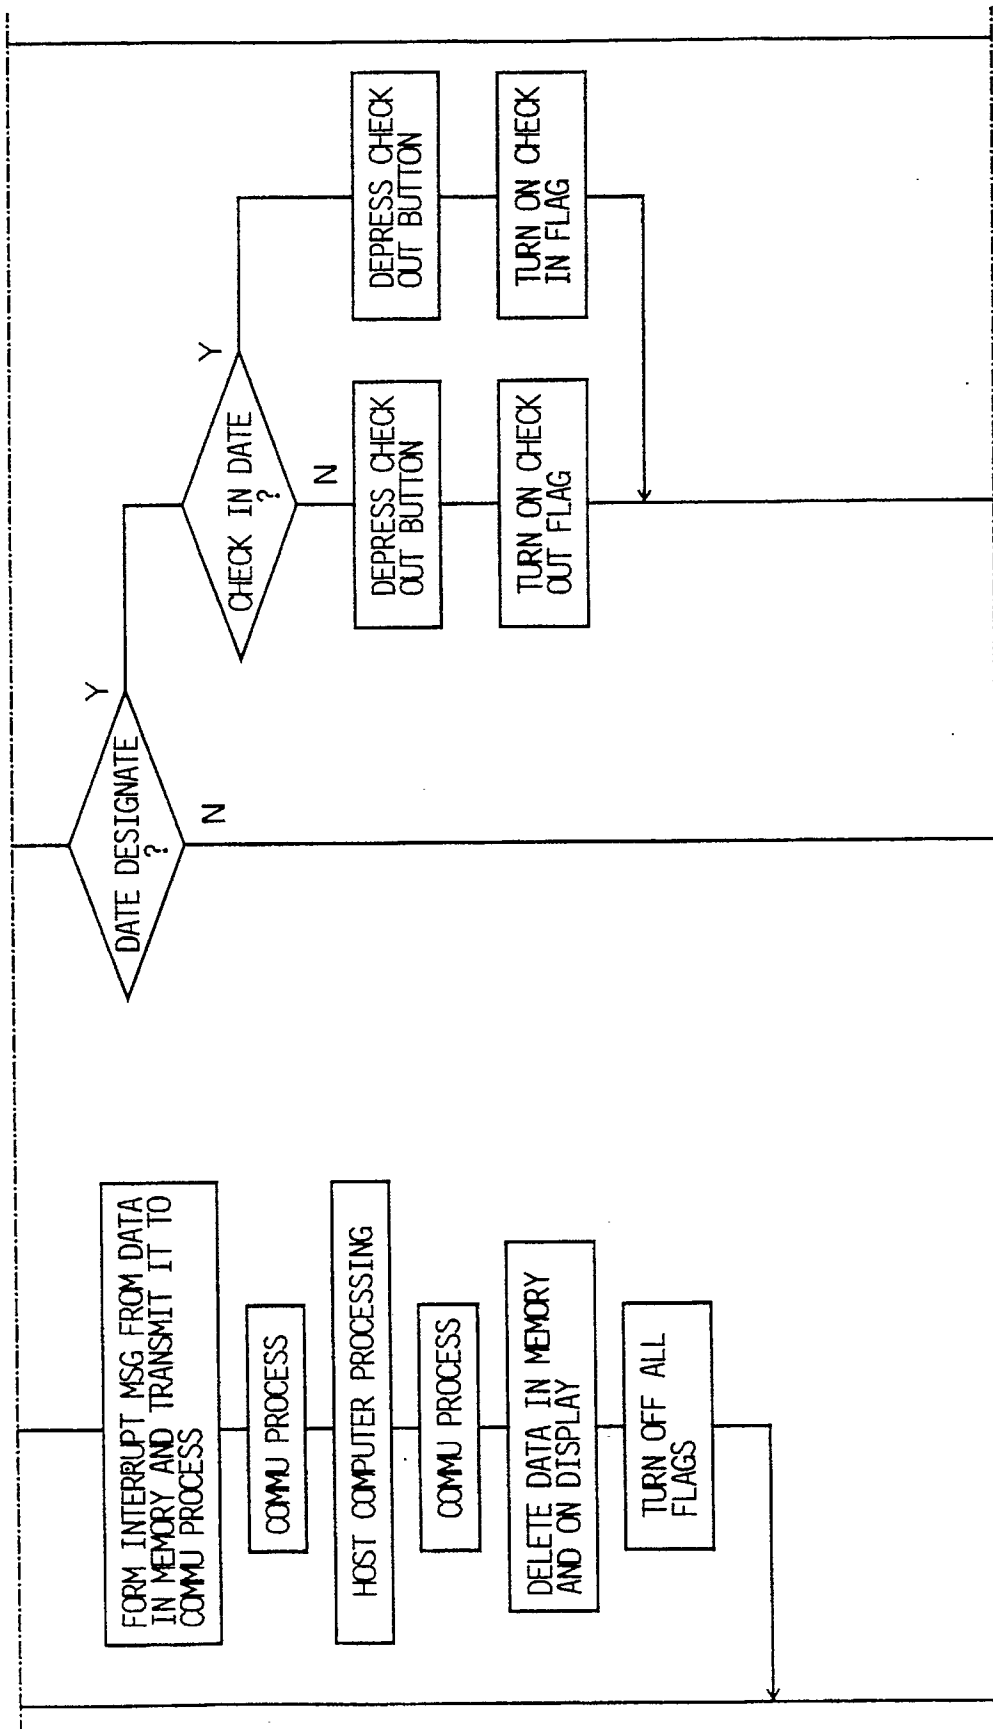 FORM INTERRUPT MSG FROM DATA
IN MEMORY AND TRANSMIT IT TO
COMMU PROCESS
COMMU PROCESS
HOST COMPUTER PROCESSING
COMMU PROCESS
DELETE DATA IN MEMORY
AND ON DISPLAY
TURN OFF ALL
FLAGS
DATE DESIGNATE
?
Y
N
CHECK IN DATE
?
Y
N
DEPRESS CHECK
OUT BUTTON
TURN ON CHECK
OUT FLAG
DEPRESS CHECK
OUT BUTTON
TURN ON CHECK
IN FLAG